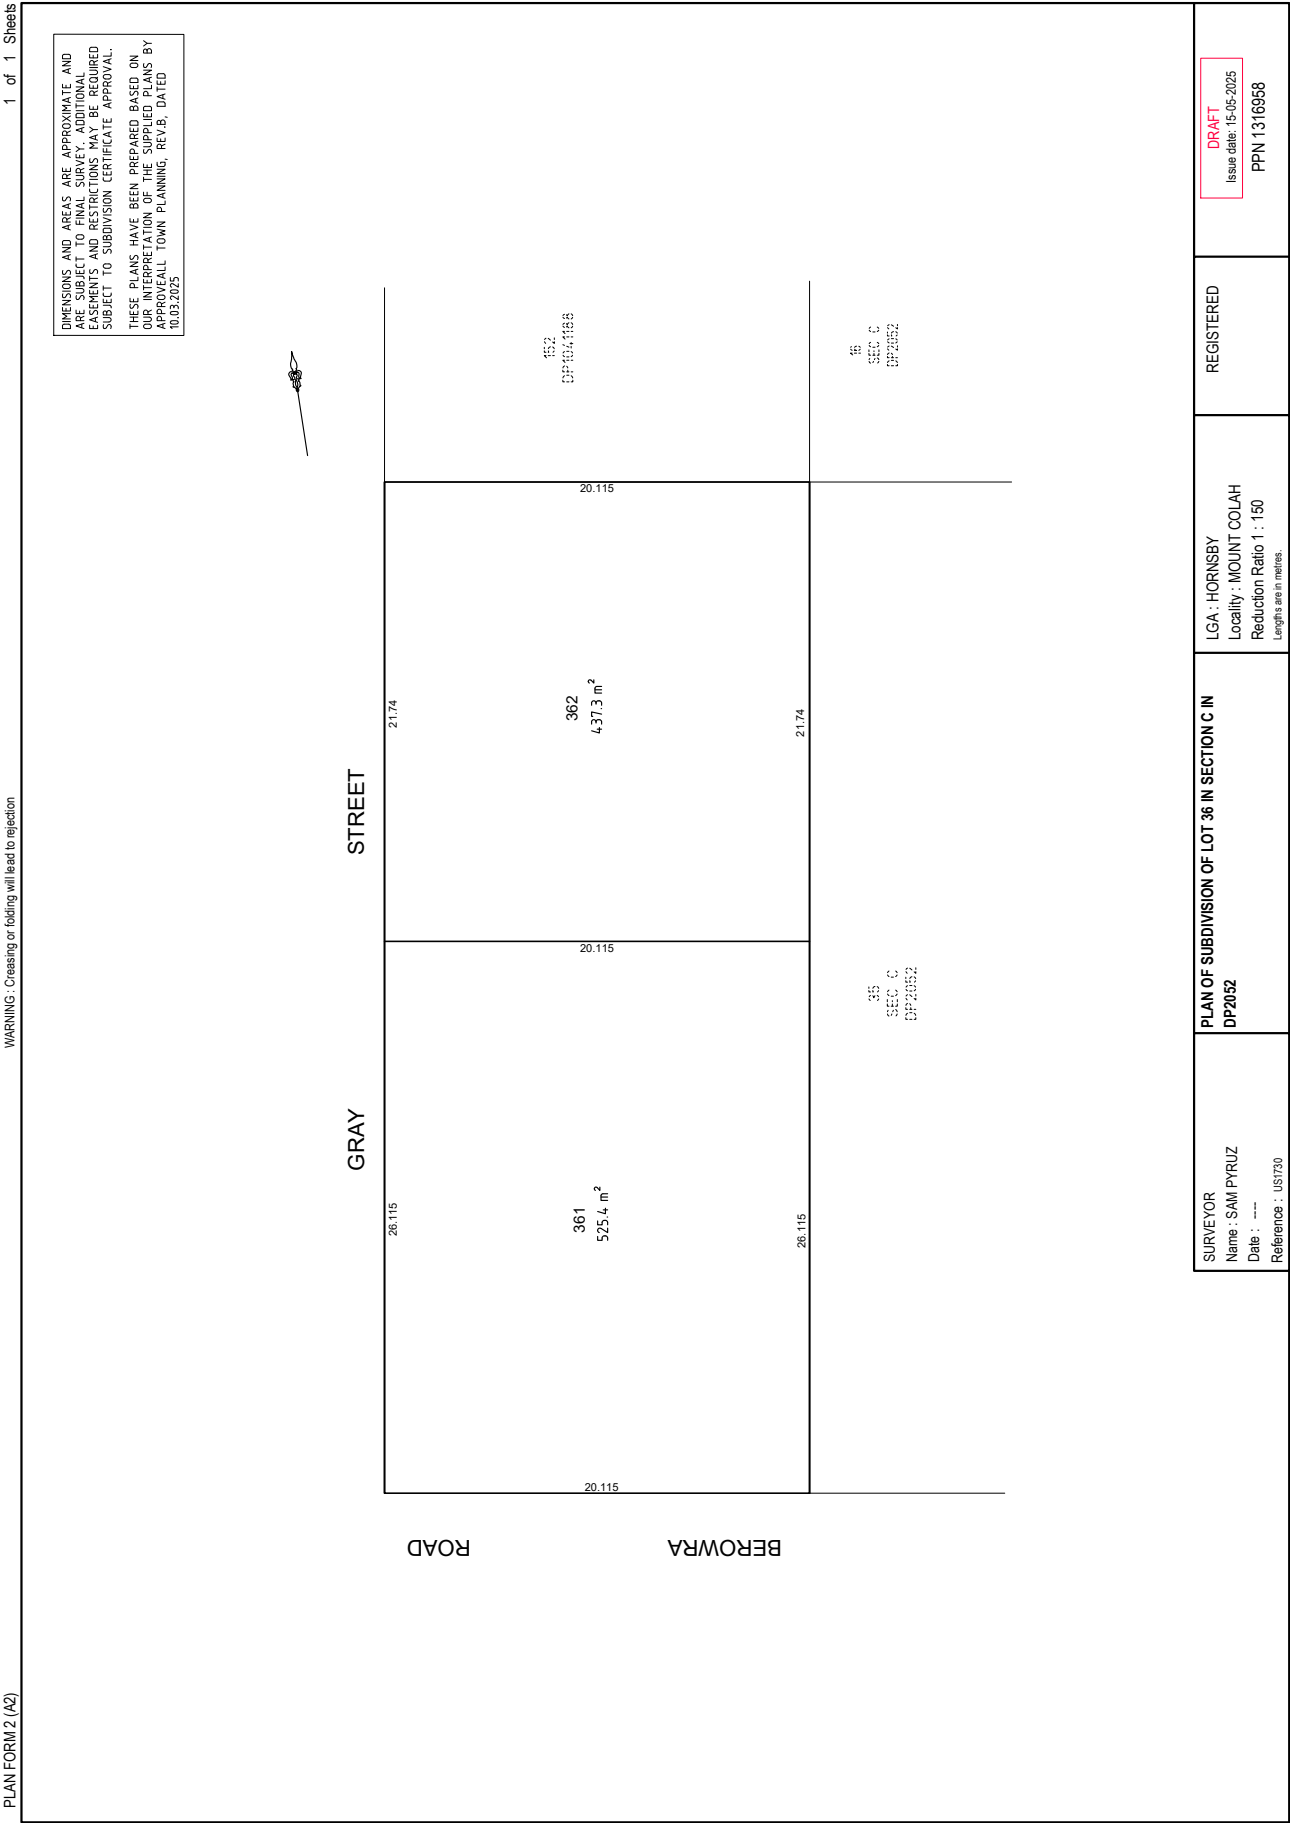 PLAN FORM 2 (A2)
WARNING : Creasing or folding will lead to rejection
1 of 1 Sheets
DIMENSIONS AND AREAS ARE APPROXIMATE AND
ARE SUBJECT TO FINAL SURVEY. ADDITIONAL
EASEMENTS AND RESTRICTIONS MAY BE REQUIRED
SUBJECT TO SUBDIVISION CERTIFICATE APPROVAL.
THESE PLANS HAVE BEEN PREPARED BASED ON
OUR INTERPRETATION OF THE SUPPLIED PLANS BY
APPROVEALL TOWN PLANNING, REV.B, DATED
10.03.2025
GRAY STREET
26.115
21.74
152
DP1041188
20.115
20.115
20.115
361
525.4 m²
362
437.3 m²
26.115
21.74
BEROWRA ROAD
35
SEC C
DP2052
16
SEC C
DP2052
SURVEYOR
Name : SAM PYRUZ
Date : ----
Reference : US1730
PLAN OF SUBDIVISION OF LOT 36 IN SECTION C IN
DP2052
LGA : HORNSBY
Locality : MOUNT COLAH
Reduction Ratio 1 : 150
Lengths are in metres.
REGISTERED
DRAFT
Issue date: 15-05-2025
PPN 1316958